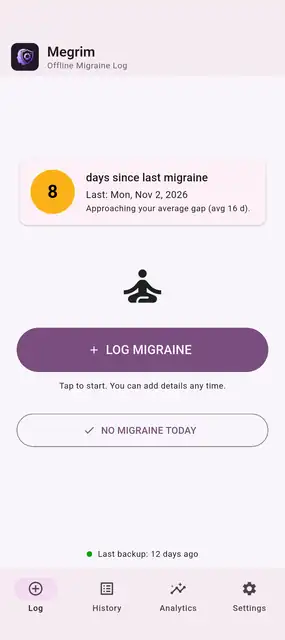 Megrim
Offline Migraine Log
8
days since last migraine
Last: Mon, Nov 2, 2026
Approaching your average gap (avg 16 d).
+ LOG MIGRAINE
Tap to start. You can add details any time.
NO MIGRAINE TODAY
Last backup: 12 days ago
Log
History
Analytics
Settings